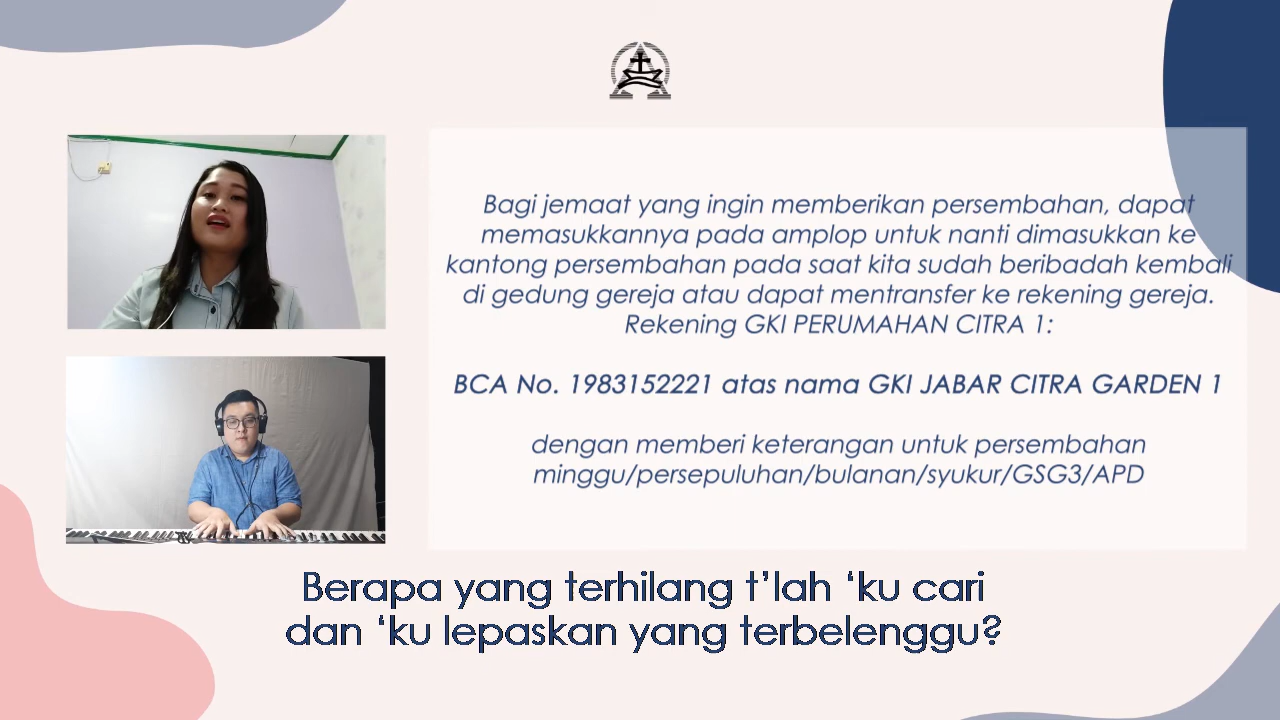 Bagi jemaat yang ingin memberikan persembahan, dapat
memasukkannya pada amplop untuk nanti dimasukkan ke
kantong persembahan pada saat kita sudah beribadah kembali
di gedung gereja atau dapat mentransfer ke rekening gereja.
Rekening GKI PERUMAHAN CITRA 1:
BCA No. 1983152221 atas nama GKI JABAR CITRA GARDEN 1
dengan memberi keterangan untuk persembahan
minggu/persepuluhan/bulanan/syukur/GSG3/APD
Berapa yang terhilang t’lah ‘ku cari
dan ‘ku lepaskan yang terbelenggu?